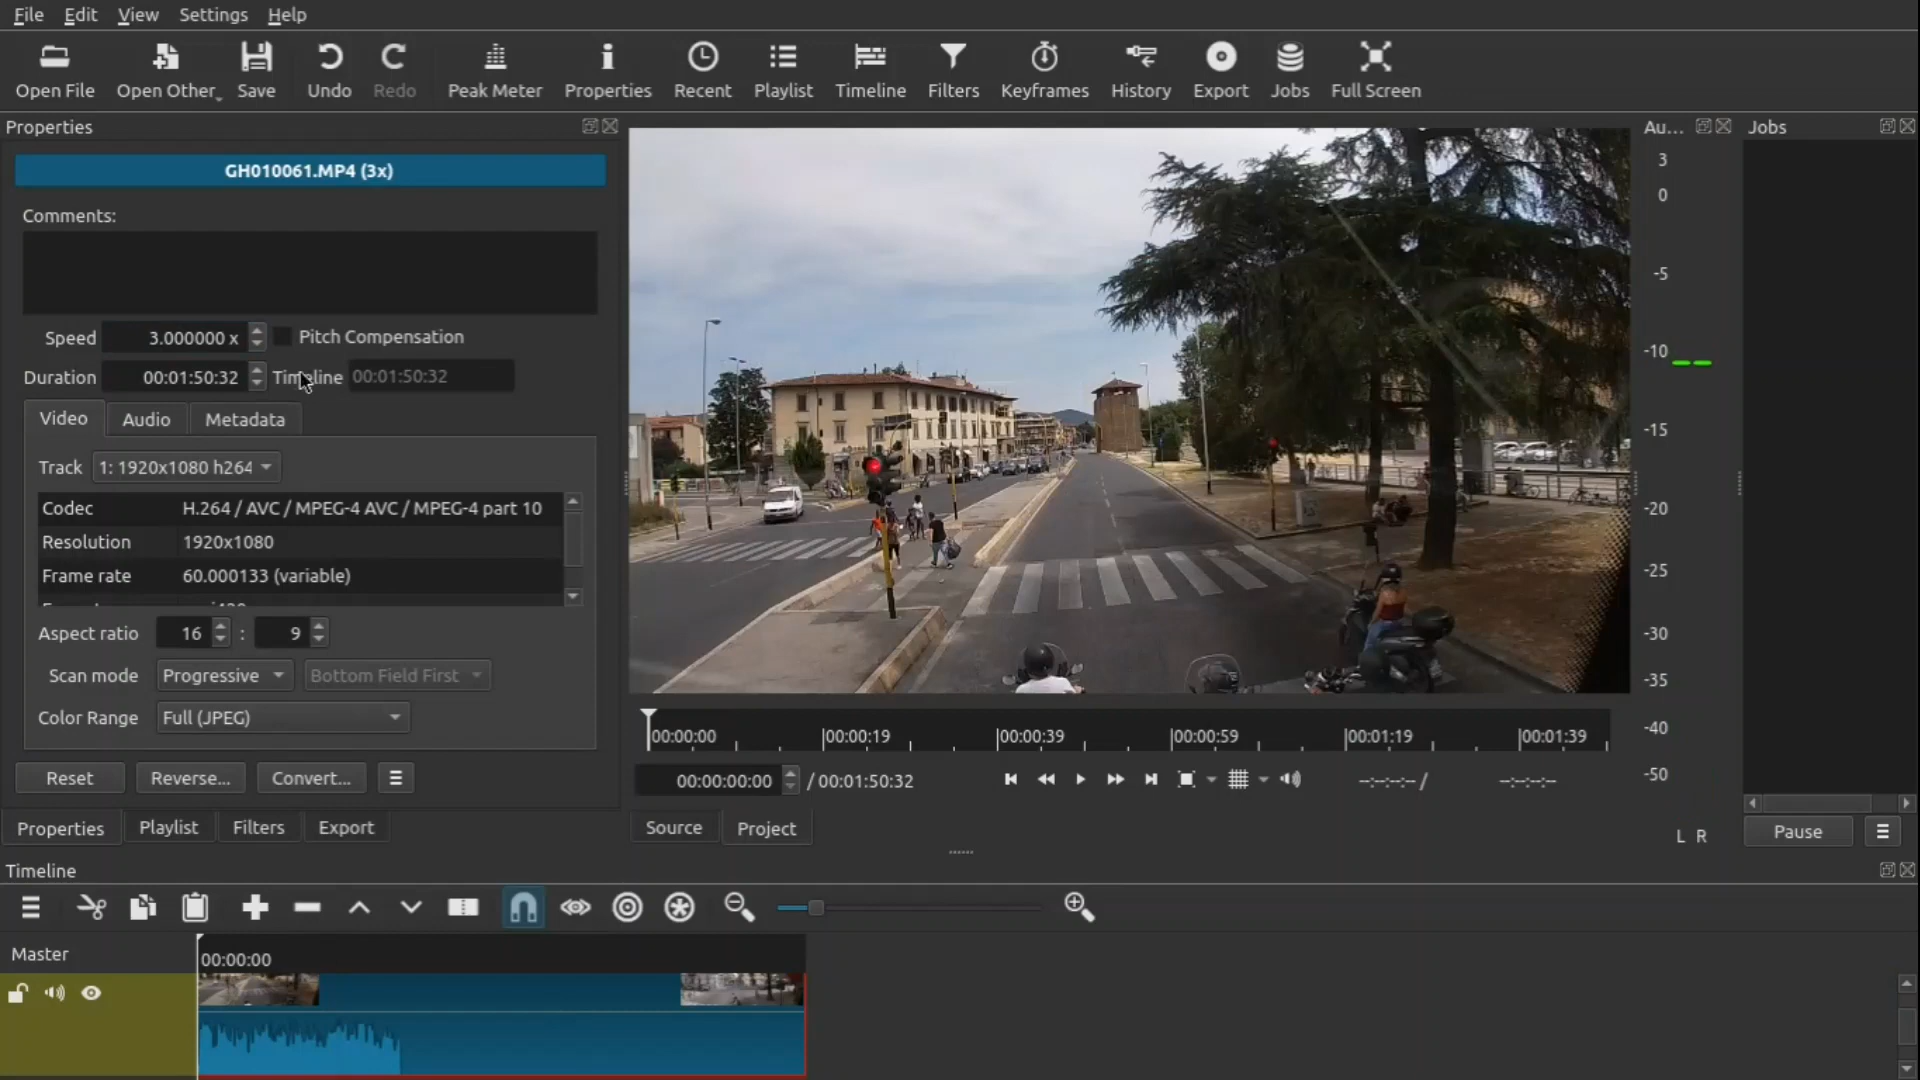 File Edit View Settings Help
Open File Open Other... Save Undo Redo Peak Meter Properties Recent Playlist Timeline Filters Keyframes History Export Jobs Full Screen
Properties
GH010061.MP4 (3x)
Comments:
Speed 3.000000 x Pitch Compensation
Duration 00:01:50:32 Timeline 00:01:50:32
Video Audio Metadata
Track 1: 1920x1080 h264
Codec H.264 / AVC / MPEG-4 AVC / MPEG-4 part 10
Resolution 1920x1080
Frame rate 60.000133 (variable)
Aspect ratio 16 : 9
Scan mode Progressive Bottom Field First
Color Range Full (JPEG)
Reset Reverse... Convert...
Properties Playlist Filters Export
00:00:00 00:00:19 00:00:39 00:00:59 00:01:19 00:01:39
00:00:00:00 / 00:01:50:32 --:--:--:-- / --:--:--:--
Source Project
Au...
3
0
-5
-10
-15
-20
-25
-30
-35
-40
-50
L R
Jobs
Pause
Timeline
Master
00:00:00